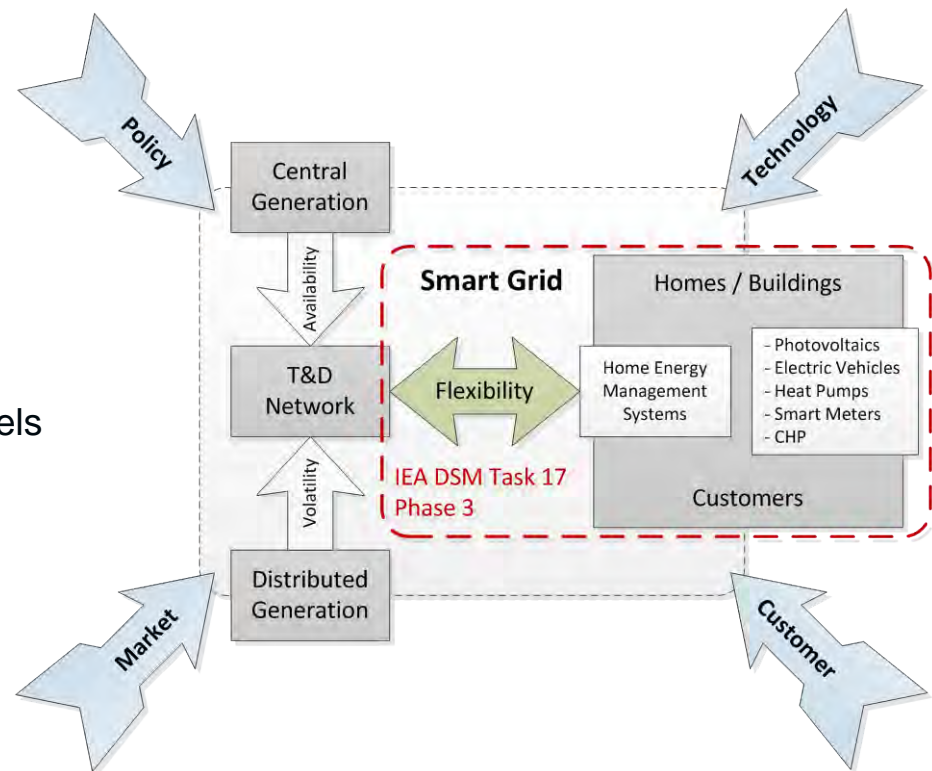 Policy
Technology
Central
Generation
Availability
Smart Grid
Homes / Buildings
T&D
Network
Flexibility
Home Energy
Management
Systems
- Photovoltaics
- Electric Vehicles
- Heat Pumps
- Smart Meters
- CHP
els
IEA DSM Task 17
Phase 3
Volatility
Customers
Distributed
Generation
Market
Customer